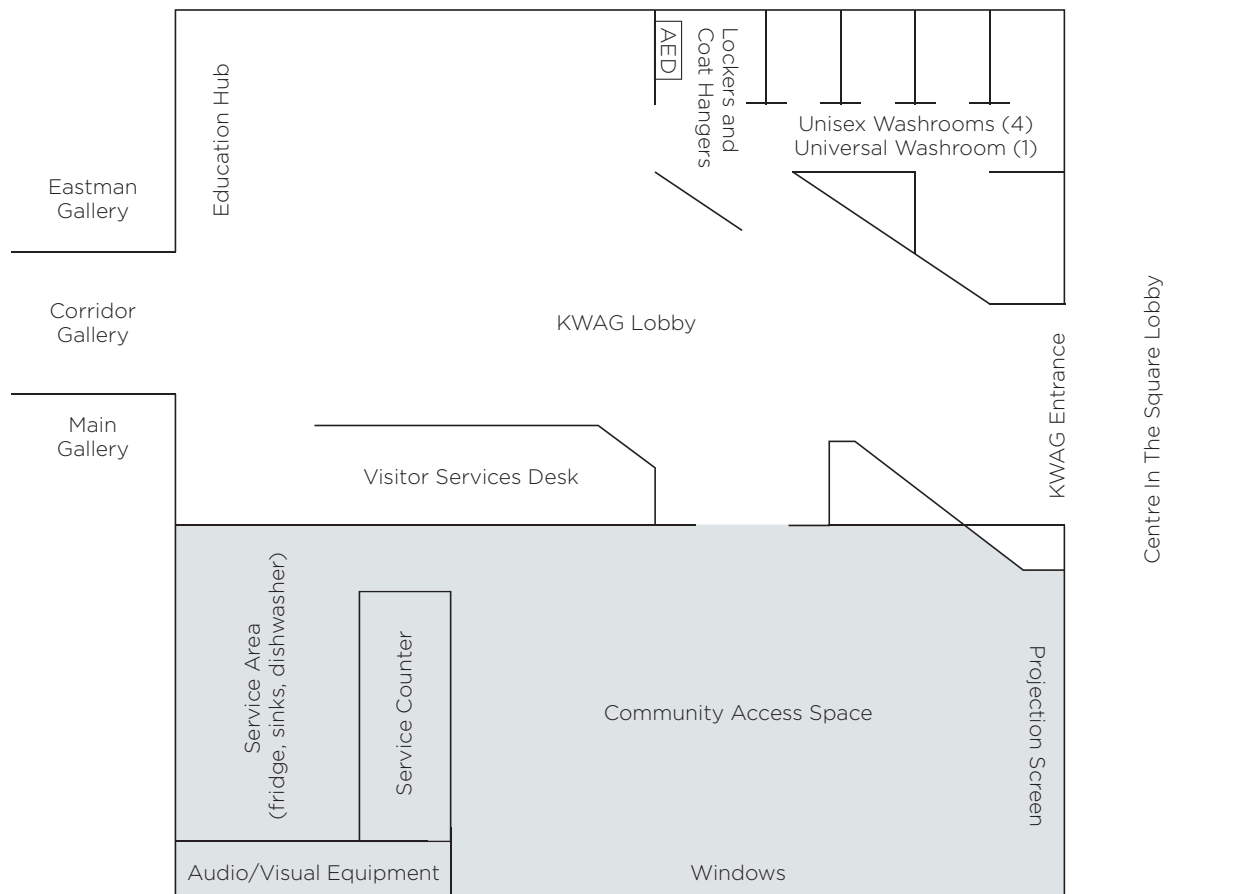 AED
Lockers and
Coat Hangers
Education Hub
Unisex Washrooms (4)
Universal Washroom (1)
Eastman
Gallery
Corridor
Gallery
KWAG Lobby
KWAG Entrance
Centre In The Square Lobby
Main
Gallery
Visitor Services Desk
Service Area
(fridge, sinks, dishwasher)
Service Counter
Community Access Space
Projection Screen
Audio/Visual Equipment
Windows